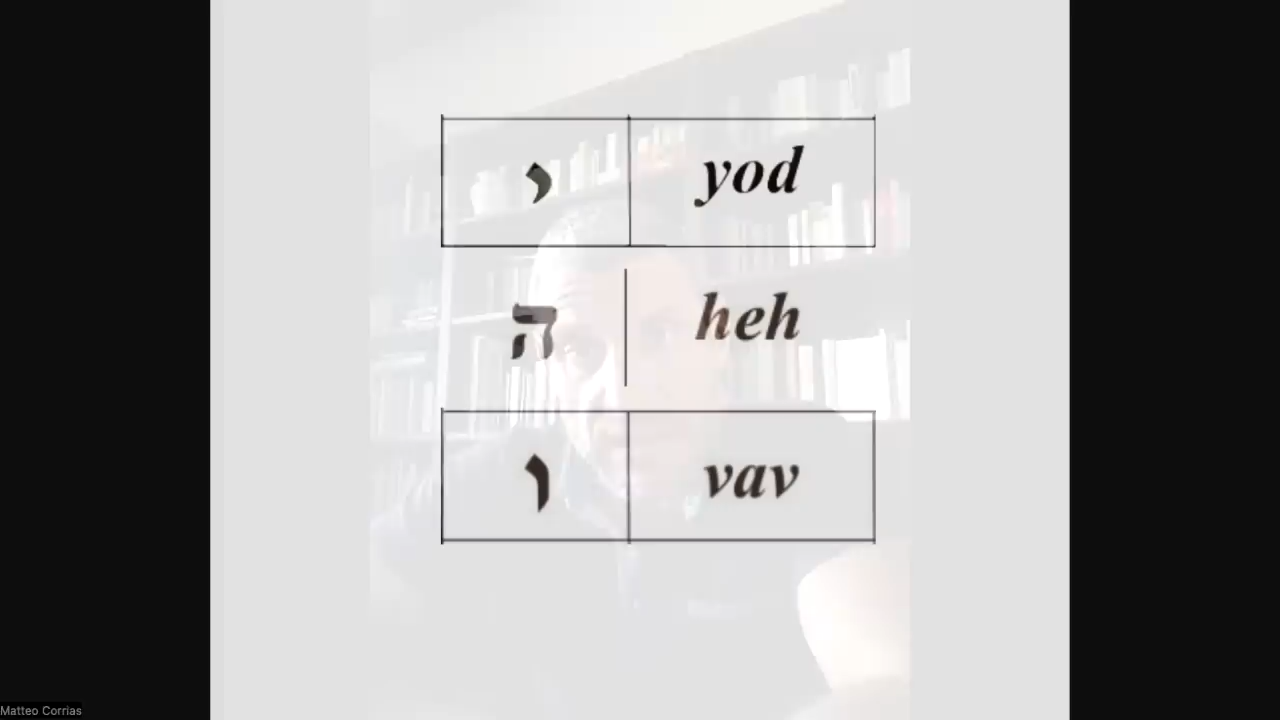 י yod
ה heh
ו vav
Matteo Corrias